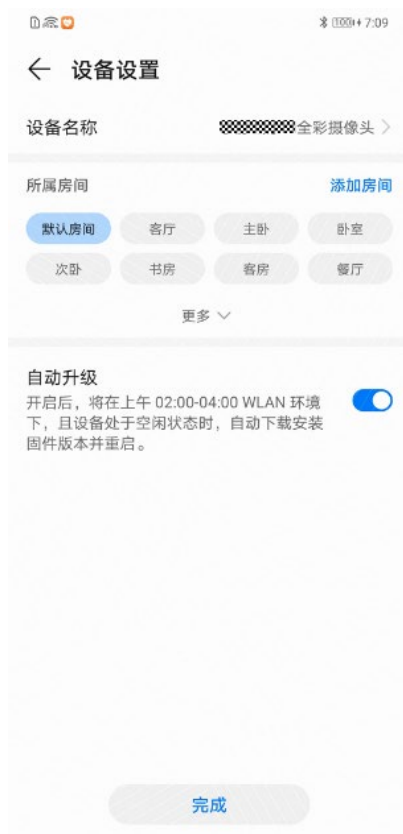 100 7:09
设备设置
设备名称 全彩摄像头
所属房间 添加房间
默认房间 客厅 主卧 卧室
次卧 书房 客房 餐厅
更多
自动升级
开启后，将在上午 02:00-04:00 WLAN 环境
下，且设备处于空闲状态时，自动下载安装
固件版本并重启。
完成